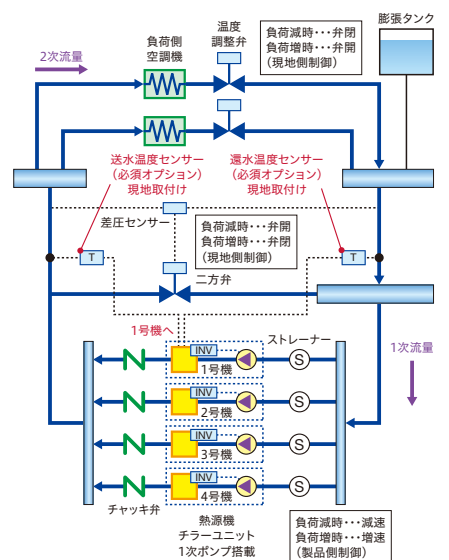 膨張タンク
負荷側
空調機
温度
調整弁
負荷減時・・・弁閉
負荷増時・・・弁開
(現地側制御)
2次流量
送水温度センサー
(必須オプション)
現地取付け
還水温度センサー
(必須オプション)
現地取付け
差圧センサー
負荷減時・・・弁開
負荷増時・・・弁閉
(現地側制御)
T
T
二方弁
1号機へ
ストレーナー
1次流量
INV
1号機
S
INV
2号機
S
INV
3号機
S
INV
4号機
S
チャッキ弁
熱源機
チラーユニット
1次ポンプ搭載
負荷減時・・・減速
負荷増時・・・増速
(製品側制御)